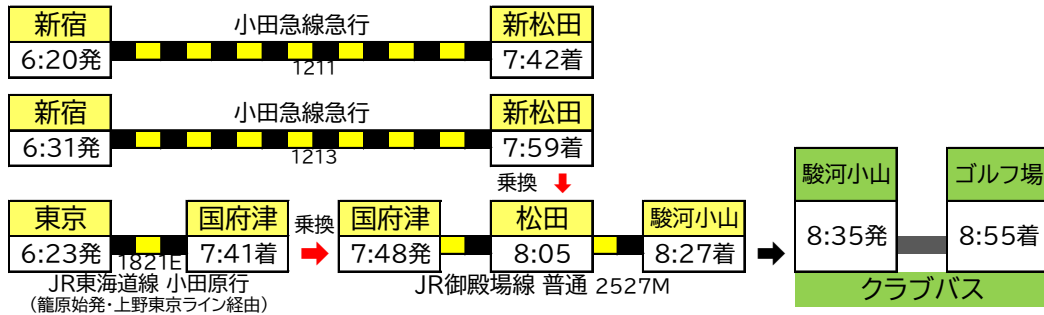 新宿 小田急線急行 新松田
6:20発 1211 7:42着
新宿 小田急線急行 新松田
6:31発 1213 7:59着
乗換
駿河小山 ゴルフ場
8:35発 8:55着
クラブバス
東京 国府津 乗換 国府津 松田 駿河小山
6:23発 1821E 7:41着 7:48発 8:05 8:27着
JR東海道線 小田原行 JR御殿場線 普通 2527M
(籠原始発・上野東京ライン経由)